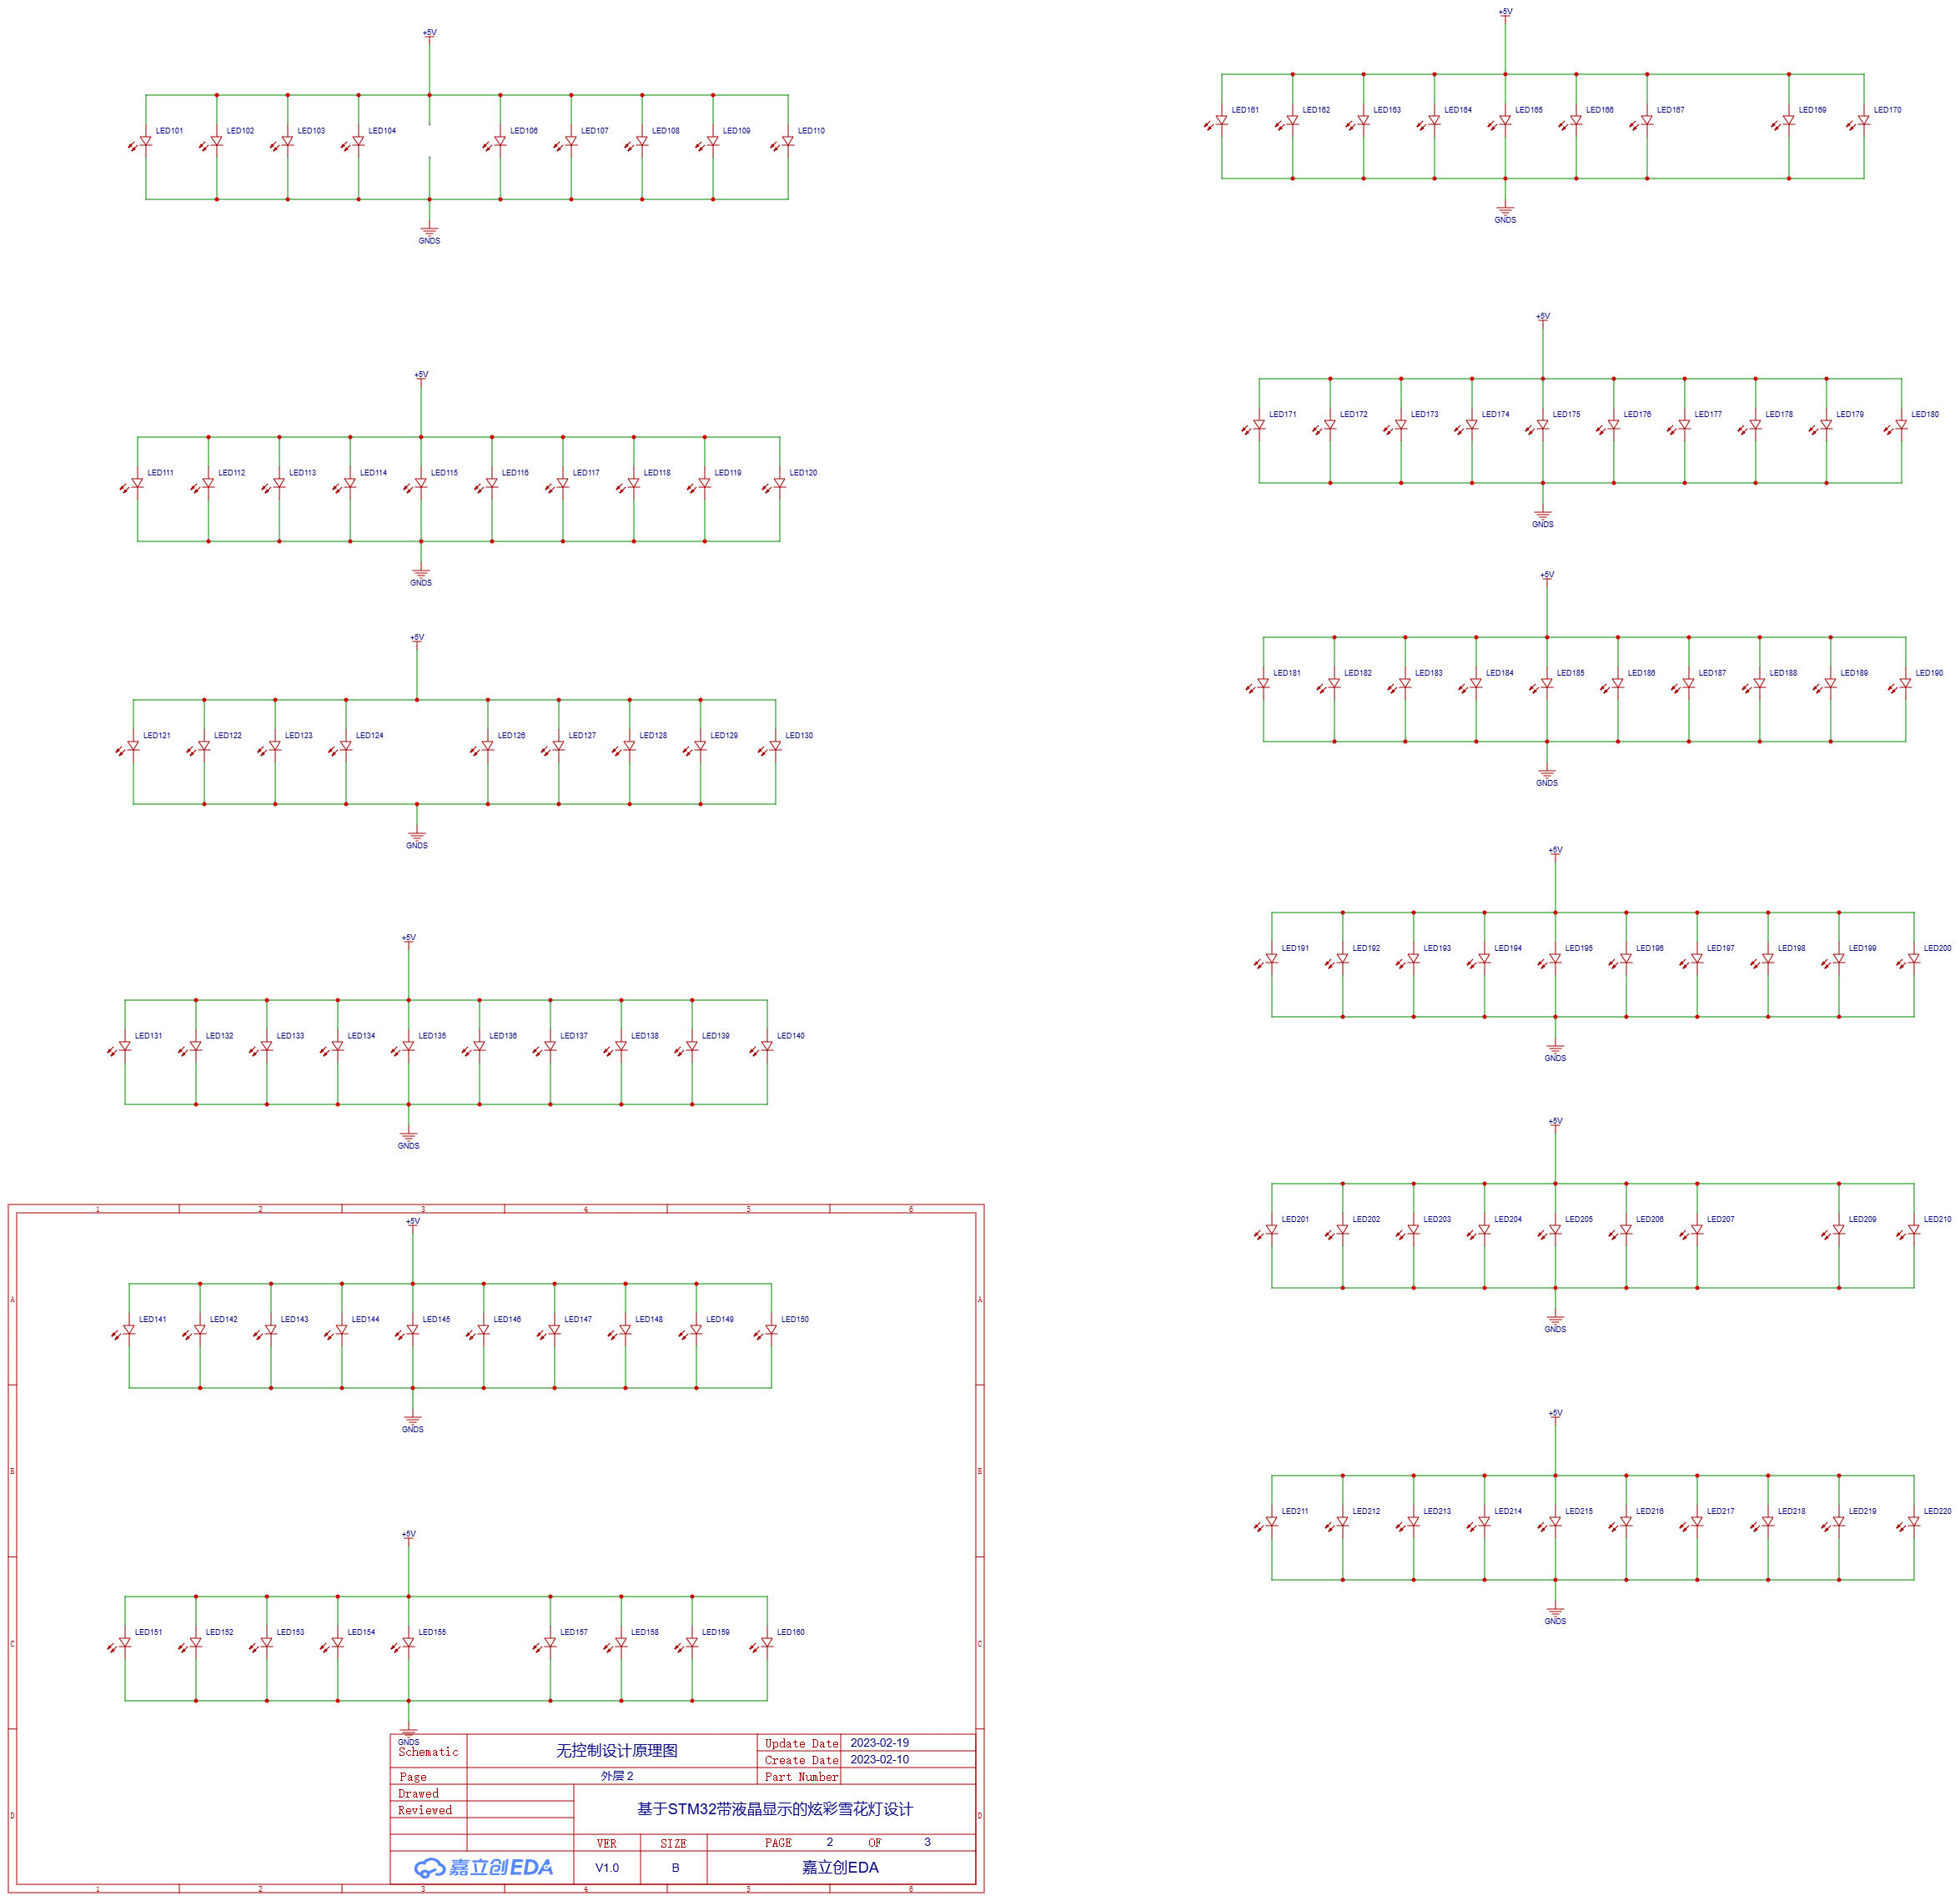 +5V
LED101 LED102 LED103 LED104 LED106 LED107 LED108 LED109 LED110
GNDS
+5V
LED111 LED112 LED113 LED114 LED115 LED116 LED117 LED118 LED119 LED120
GNDS
+5V
LED121 LED122 LED123 LED124 LED126 LED127 LED128 LED129 LED130
GNDS
+5V
LED131 LED132 LED133 LED134 LED135 LED136 LED137 LED138 LED139 LED140
GNDS
1 2 3 4 5 6
+5V
A A
LED141 LED142 LED143 LED144 LED145 LED146 LED147 LED148 LED149 LED150
GNDS
B B
+5V
LED151 LED152 LED153 LED154 LED155 LED157 LED158 LED159 LED160
C C
GNDS
Schematic 无控制设计原理图 Update Date 2023-02-19
Create Date 2023-02-10
Page 外层 2 Part Number
Drawed
Reviewed 基于STM32带液晶显示的炫彩雪花灯设计
D D
VER SIZE PAGE 2 OF 3
嘉立创EDA V1.0 B 嘉立创EDA
1 2 3 4 5 6
+5V
LED161 LED162 LED163 LED164 LED165 LED166 LED167 LED169 LED170
GNDS
+5V
LED171 LED172 LED173 LED174 LED175 LED176 LED177 LED178 LED179 LED180
GNDS
+5V
LED181 LED182 LED183 LED184 LED185 LED186 LED187 LED188 LED189 LED190
GNDS
+5V
LED191 LED192 LED193 LED194 LED195 LED196 LED197 LED198 LED199 LED200
GNDS
+5V
LED201 LED202 LED203 LED204 LED205 LED206 LED207 LED209 LED210
GNDS
+5V
LED211 LED212 LED213 LED214 LED215 LED216 LED217 LED218 LED219 LED220
GNDS